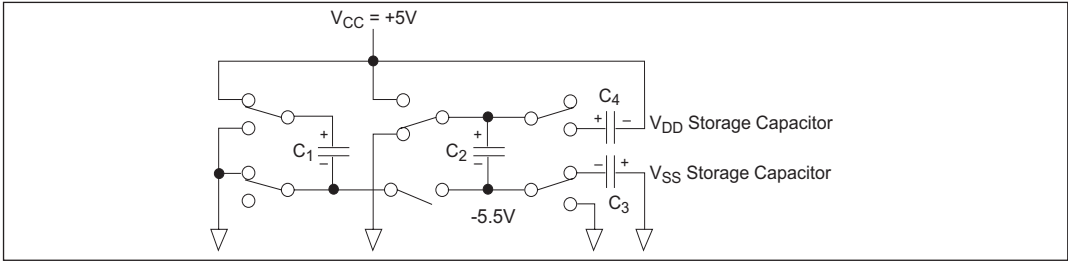 V_CC = +5V
C_4
+ –
V_DD Storage Capacitor
+
C_1
–
+
C_2
–
– +
V_SS Storage Capacitor
C_3
-5.5V